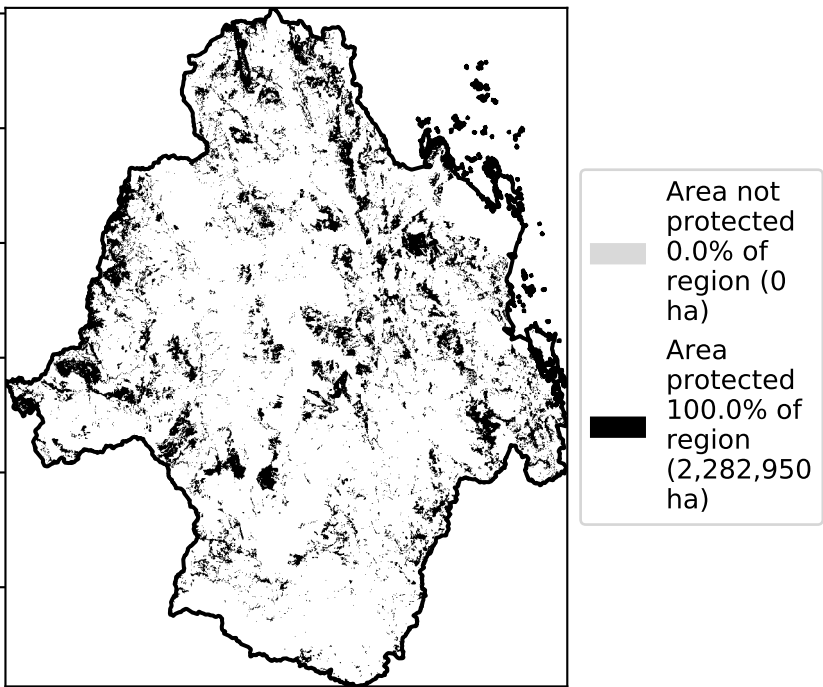 Area not
protected
0.0% of
region (0
ha)
Area
protected
100.0% of
region
(2,282,950
ha)